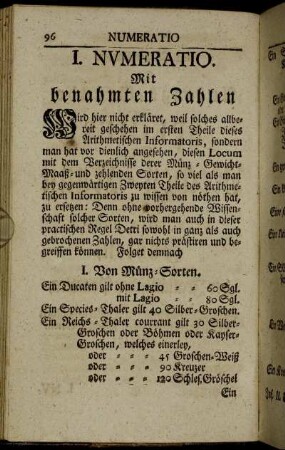 96 NUMERATIO
I. NVMERATIO.
Mit
benahmten Zahlen
Wird hier nicht erkläret, weil solches allbe-
reit geschehen im ersten Theile dieses
Arithmetischen Informatoris, sondern
man hat vor dienlich angesehen, diesen Locum
mit dem Verzeichnisse derer Müntz-Gewicht-
Maaß- und zehlenden Sorten, so viel als man
bey gegenwärtigen Zweyten Theile des Arithme-
tischen Informatoris zu wissen von nöthen hat,
zu ersetzen: Denn ohne vorhergehende Wissen-
schaft solcher Sorten, wird man auch in dieser
practischen Regel Detri sowohl in gantz als auch
gebrochenen Zahlen, gar nichts prästiren und be-
greiffen können. Folget demnach
I. Von Müntz-Sorten.
Ein Ducaten gilt ohne Lagio = = 60 Sgl.
mit Lagio = = 80 Sgl.
Ein Species-Thaler gilt 40 Silber-Groschen.
Ein Reichs-Thaler courrant gilt 30 Silber-
Groschen oder Böhmen oder Kayser-
Groschen, welches einerley,
oder = = = 45 Groschen-Weiß
oder = = = 90 Kreuzer
oder = = = 120 Schles. Gröschel
Ein